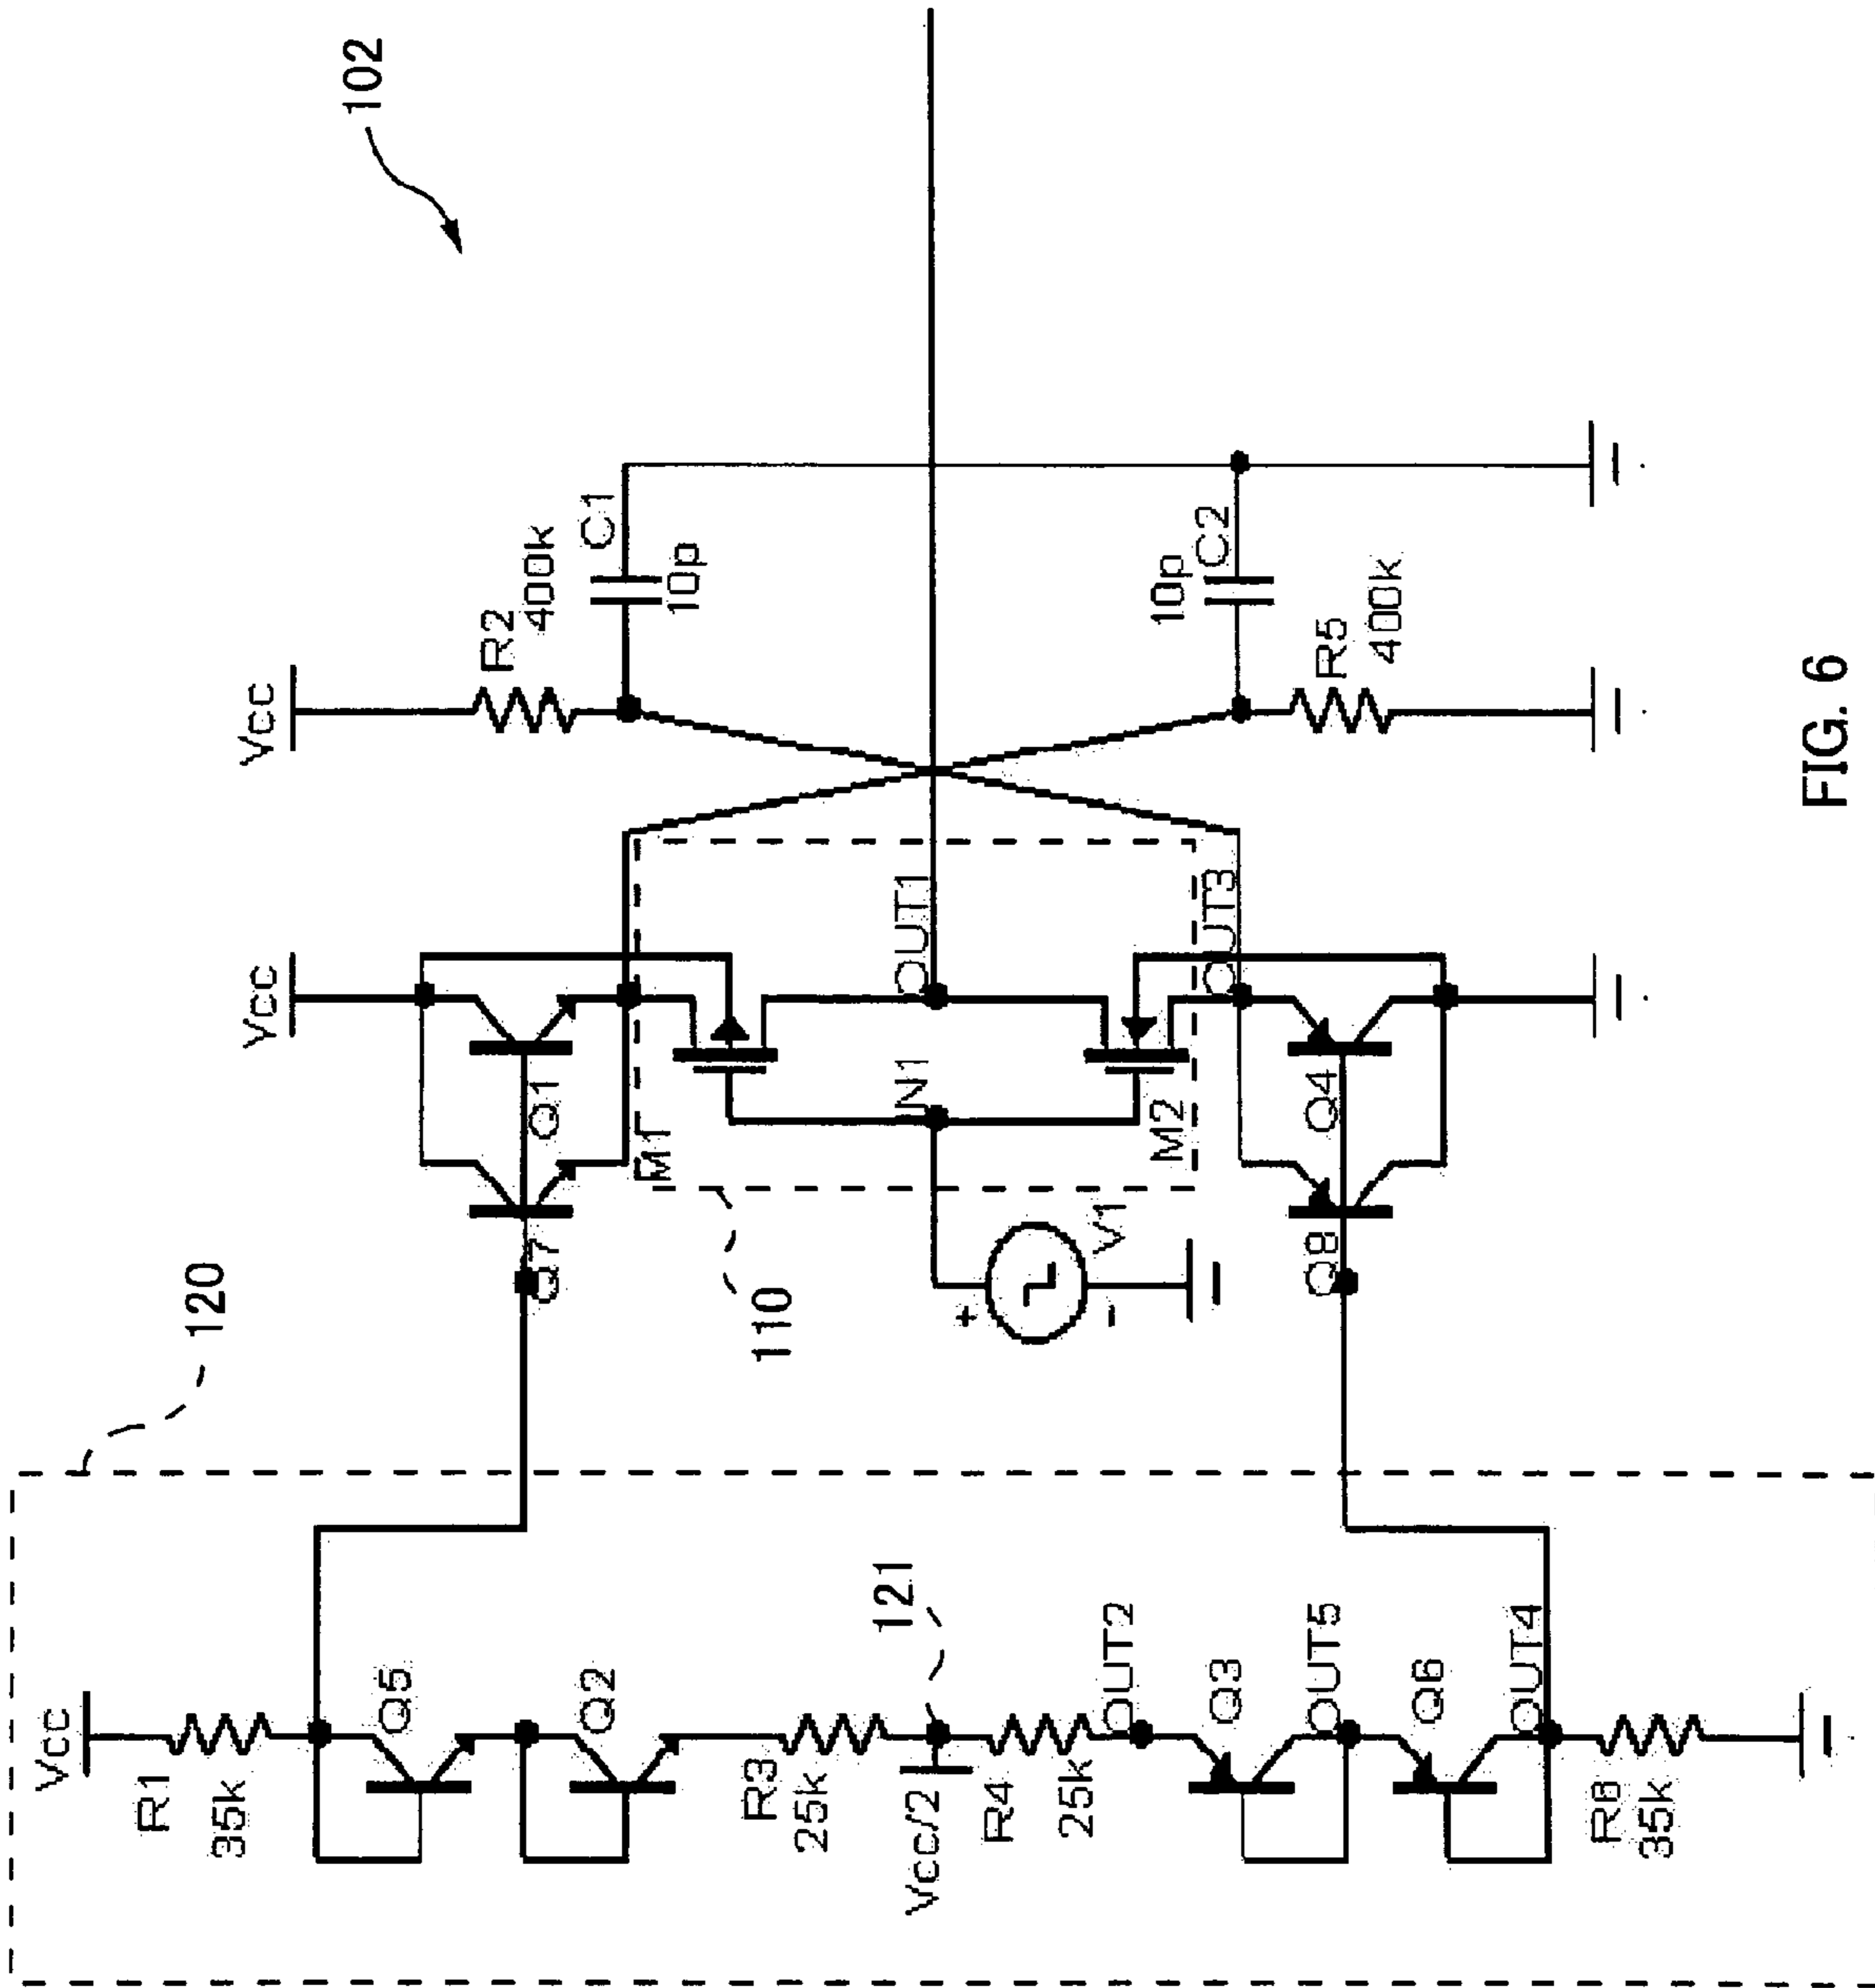 FIG. 6
102
120
110
121
Vcc
R1
35k
Q5
Q2
R3
25k
Vcc/2
R4
25k
OUT2
Q3
OUT5
Q6
OUT4
35k
Q7
Q1
Vcc
M1
IN1
OUT1
V1
+
-
M2
OUT3
Q8
Q4
Vcc
R2
400k
C1
10p
10p
C2
R5
400k